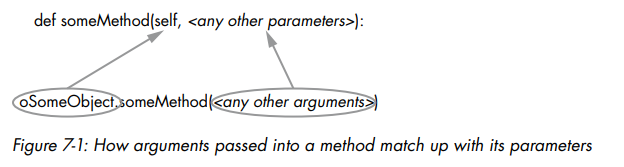 def someMethod(self, <any other parameters>):
oSomeObject.someMethod(<any other arguments>)
Figure 7-1: How arguments passed into a method match up with its parameters